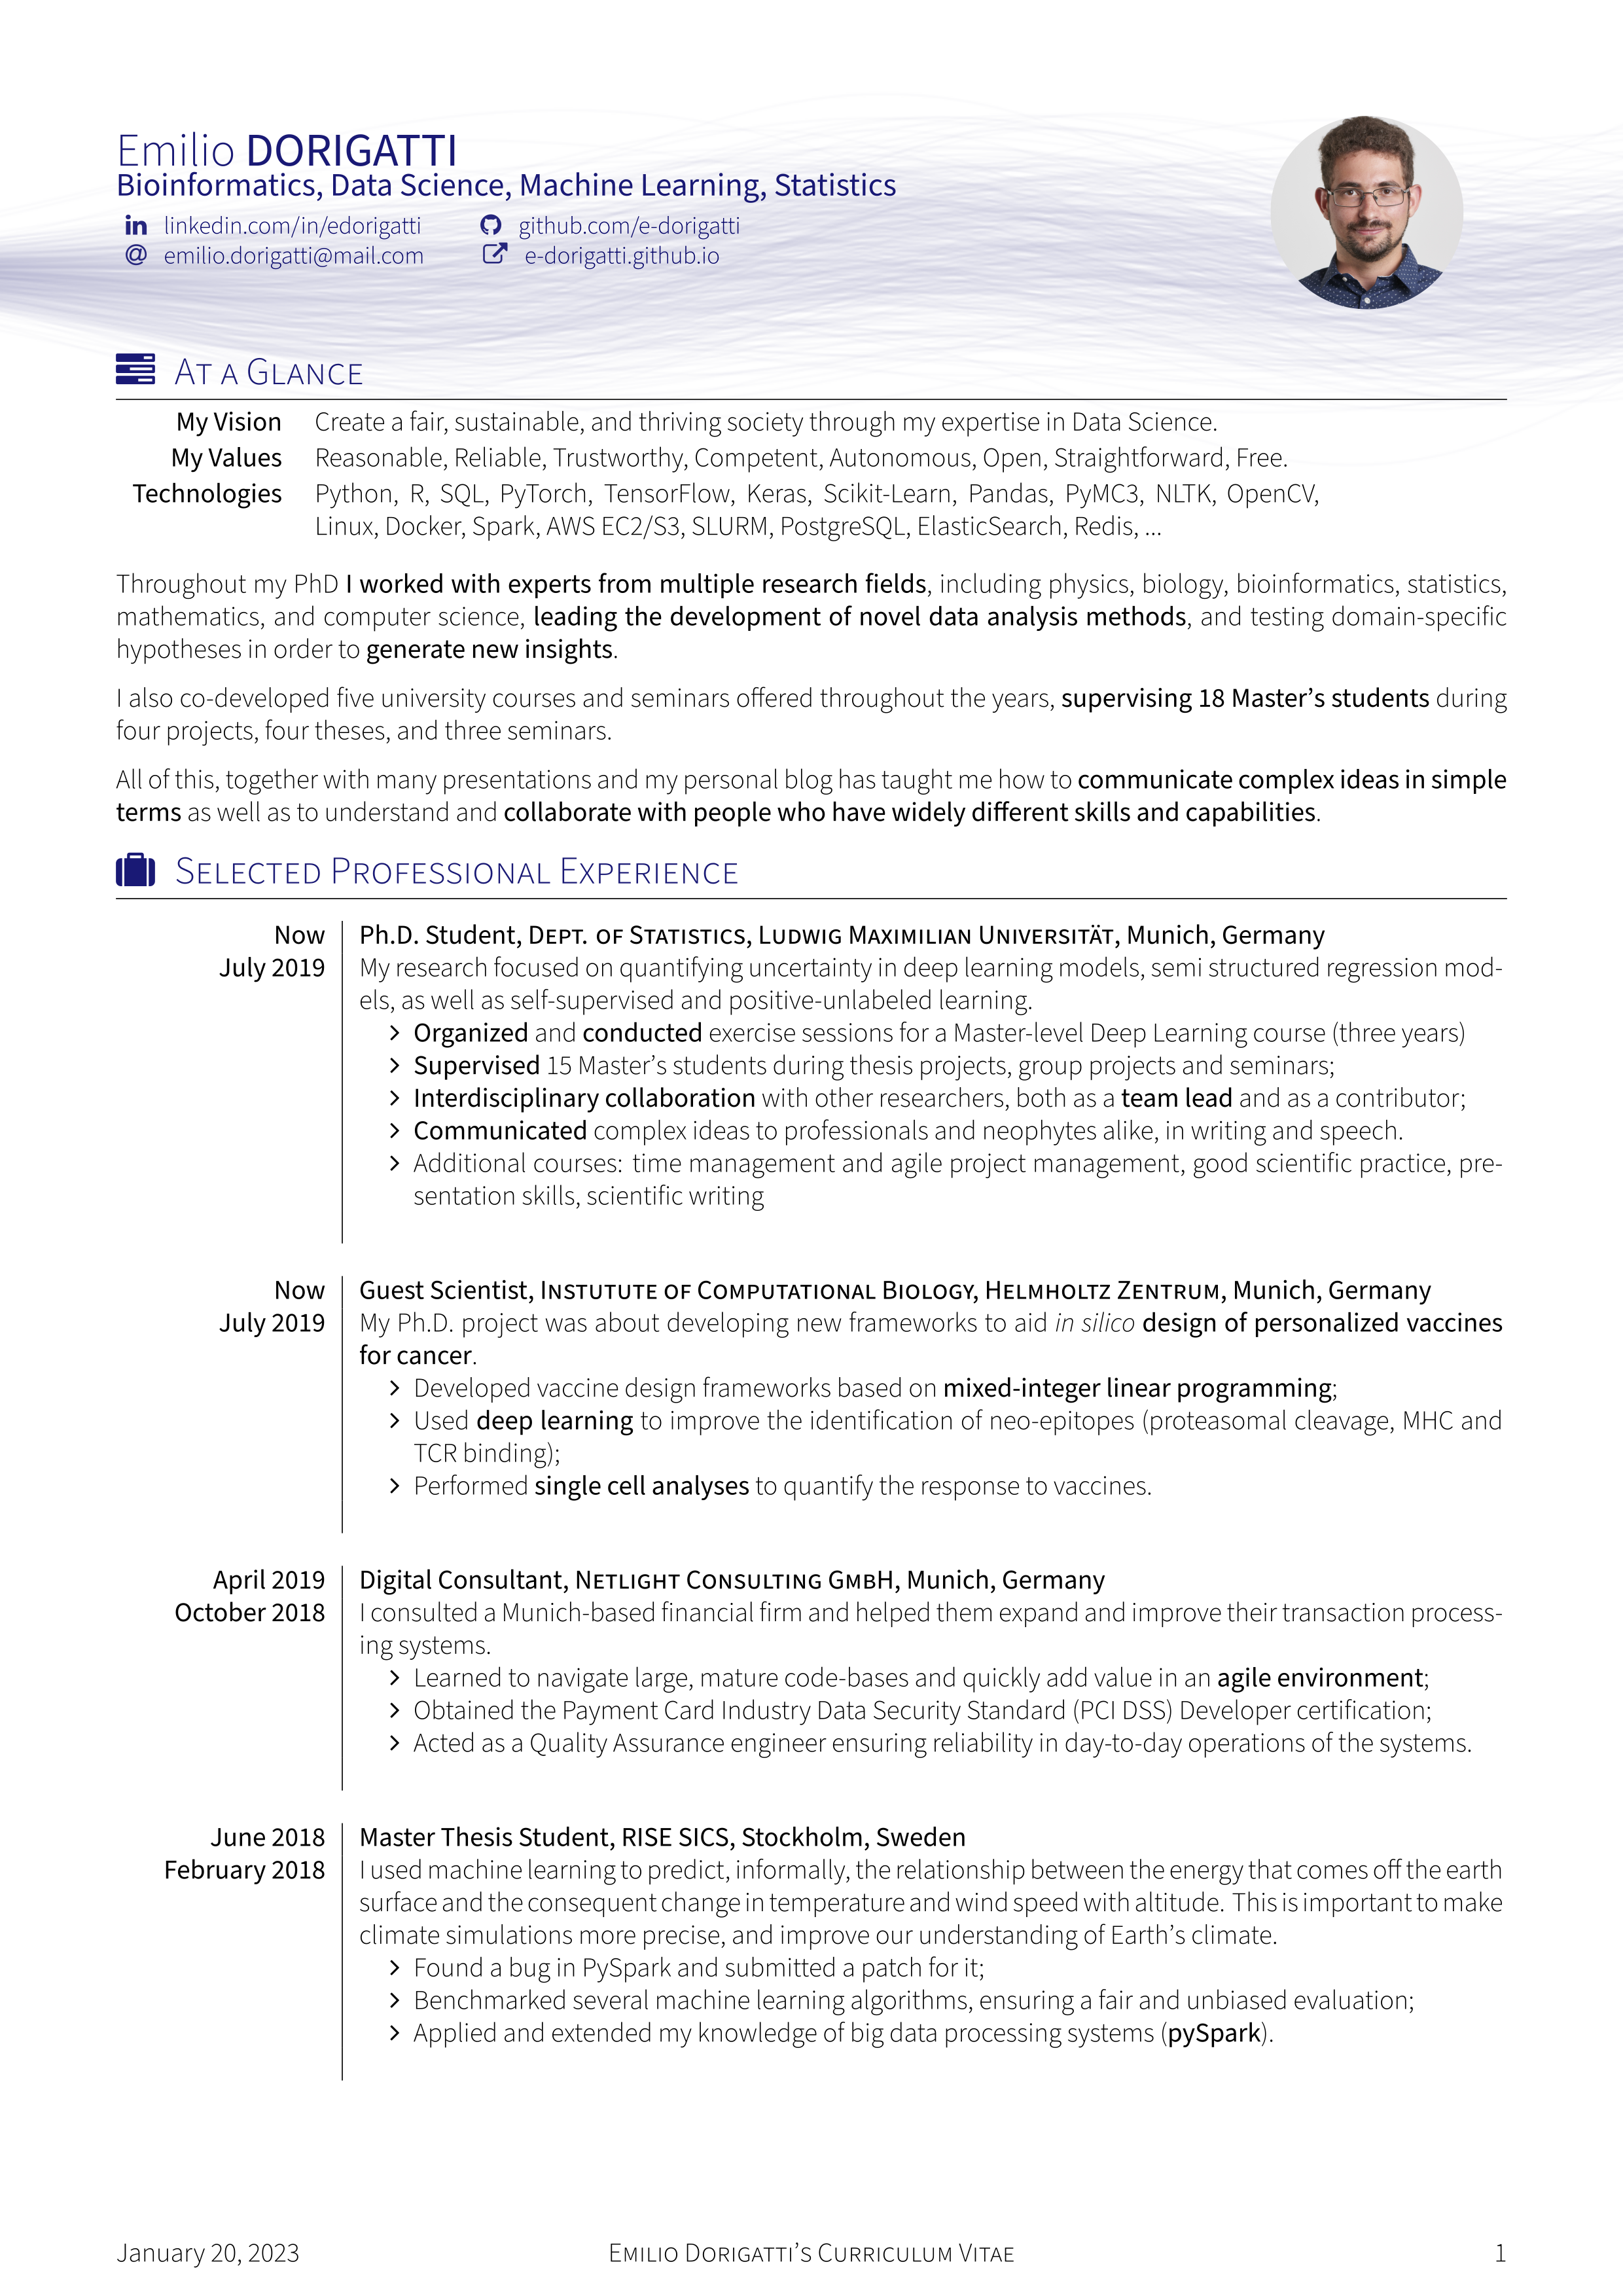 Emilio DORIGATTI
Bioinformatics, Data Science, Machine Learning, Statistics
in linkedin.com/in/edorigatti github.com/e-dorigatti
@ emilio.dorigatti@mail.com e-dorigatti.github.io
AT A GLANCE
My Vision Create a fair, sustainable, and thriving society through my expertise in Data Science.
My Values Reasonable, Reliable, Trustworthy, Competent, Autonomous, Open, Straightforward, Free.
Technologies Python, R, SQL, PyTorch, TensorFlow, Keras, Scikit-Learn, Pandas, PyMC3, NLTK, OpenCV,
Linux, Docker, Spark, AWS EC2/S3, SLURM, PostgreSQL, ElasticSearch, Redis, ...
Throughout my PhD I worked with experts from multiple research fields, including physics, biology, bioinformatics, statistics,
mathematics, and computer science, leading the development of novel data analysis methods, and testing domain-specific
hypotheses in order to generate new insights.
I also co-developed five university courses and seminars offered throughout the years, supervising 18 Master's students during
four projects, four theses, and three seminars.
All of this, together with many presentations and my personal blog has taught me how to communicate complex ideas in simple
terms as well as to understand and collaborate with people who have widely different skills and capabilities.
SELECTED PROFESSIONAL EXPERIENCE
Now Ph.D. Student, DEPT. OF STATISTICS, LUDWIG MAXIMILIAN UNIVERSITÄT, Munich, Germany
July 2019 My research focused on quantifying uncertainty in deep learning models, semi structured regression mod-
els, as well as self-supervised and positive-unlabeled learning.
> Organized and conducted exercise sessions for a Master-level Deep Learning course (three years)
> Supervised 15 Master's students during thesis projects, group projects and seminars;
> Interdisciplinary collaboration with other researchers, both as a team lead and as a contributor;
> Communicated complex ideas to professionals and neophytes alike, in writing and speech.
> Additional courses: time management and agile project management, good scientific practice, pre-
sentation skills, scientific writing
Now Guest Scientist, INSTUTUTE OF COMPUTATIONAL BIOLOGY, HELMHOLTZ ZENTRUM, Munich, Germany
July 2019 My Ph.D. project was about developing new frameworks to aid in silico design of personalized vaccines
for cancer.
> Developed vaccine design frameworks based on mixed-integer linear programming;
> Used deep learning to improve the identification of neo-epitopes (proteasomal cleavage, MHC and
TCR binding);
> Performed single cell analyses to quantify the response to vaccines.
April 2019 Digital Consultant, NETLIGHT CONSULTING GMBH, Munich, Germany
October 2018 I consulted a Munich-based financial firm and helped them expand and improve their transaction process-
ing systems.
> Learned to navigate large, mature code-bases and quickly add value in an agile environment;
> Obtained the Payment Card Industry Data Security Standard (PCI DSS) Developer certification;
> Acted as a Quality Assurance engineer ensuring reliability in day-to-day operations of the systems.
June 2018 Master Thesis Student, RISE SICS, Stockholm, Sweden
February 2018 I used machine learning to predict, informally, the relationship between the energy that comes off the earth
surface and the consequent change in temperature and wind speed with altitude. This is important to make
climate simulations more precise, and improve our understanding of Earth's climate.
> Found a bug in PySpark and submitted a patch for it;
> Benchmarked several machine learning algorithms, ensuring a fair and unbiased evaluation;
> Applied and extended my knowledge of big data processing systems (pySpark).
January 20, 2023 EMILIO DORIGATTI'S CURRICULUM VITAE 1